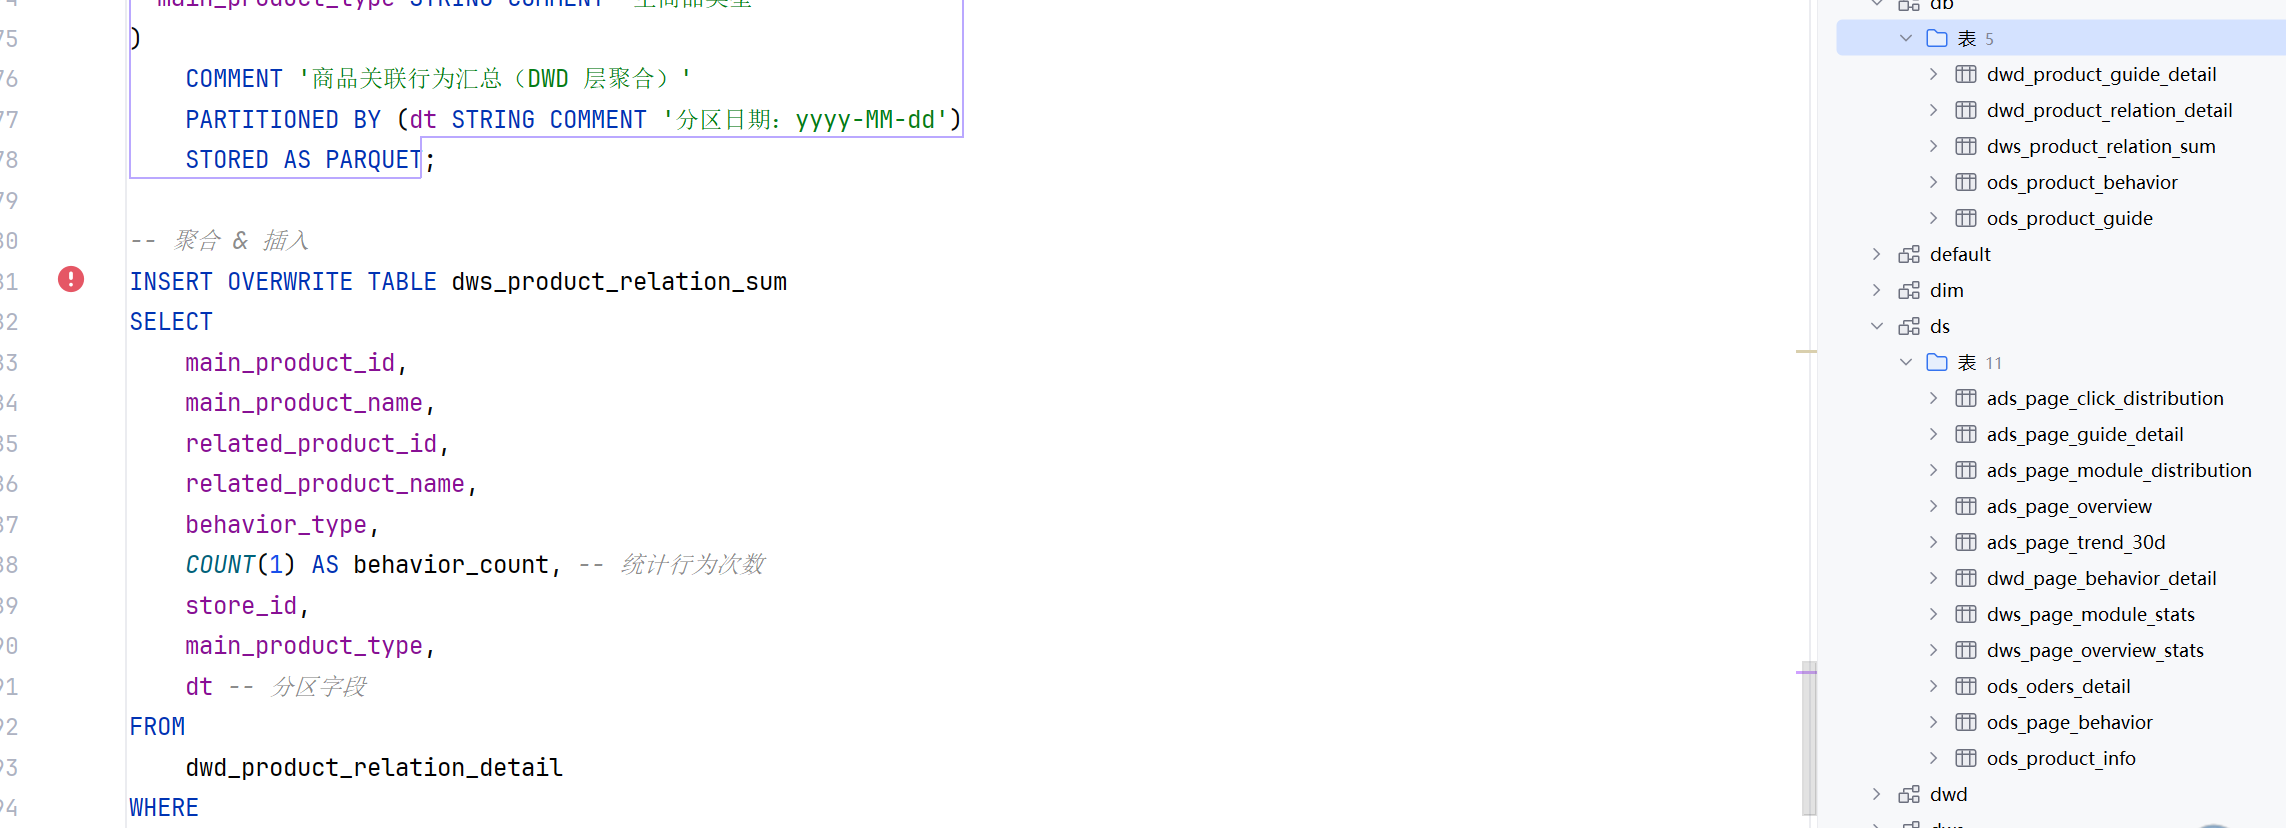 main_product_type STRING COMMENT '主商品类型'
75 )
76 COMMENT '商品关联行为汇总（DWD 层聚合）'
77 PARTITIONED BY (dt STRING COMMENT '分区日期：yyyy-MM-dd')
78 STORED AS PARQUET;
79
80 -- 聚合 & 插入
81 INSERT OVERWRITE TABLE dws_product_relation_sum
82 SELECT
83 main_product_id,
84 main_product_name,
85 related_product_id,
86 related_product_name,
87 behavior_type,
88 COUNT(1) AS behavior_count, -- 统计行为次数
89 store_id,
90 main_product_type,
91 dt -- 分区字段
92 FROM
93 dwd_product_relation_detail
94 WHERE
db
表 5
dwd_product_guide_detail
dwd_product_relation_detail
dws_product_relation_sum
ods_product_behavior
ods_product_guide
default
dim
ds
表 11
ads_page_click_distribution
ads_page_guide_detail
ads_page_module_distribution
ads_page_overview
ads_page_trend_30d
dwd_page_behavior_detail
dws_page_module_stats
dws_page_overview_stats
ods_oders_detail
ods_page_behavior
ods_product_info
dwd
dws